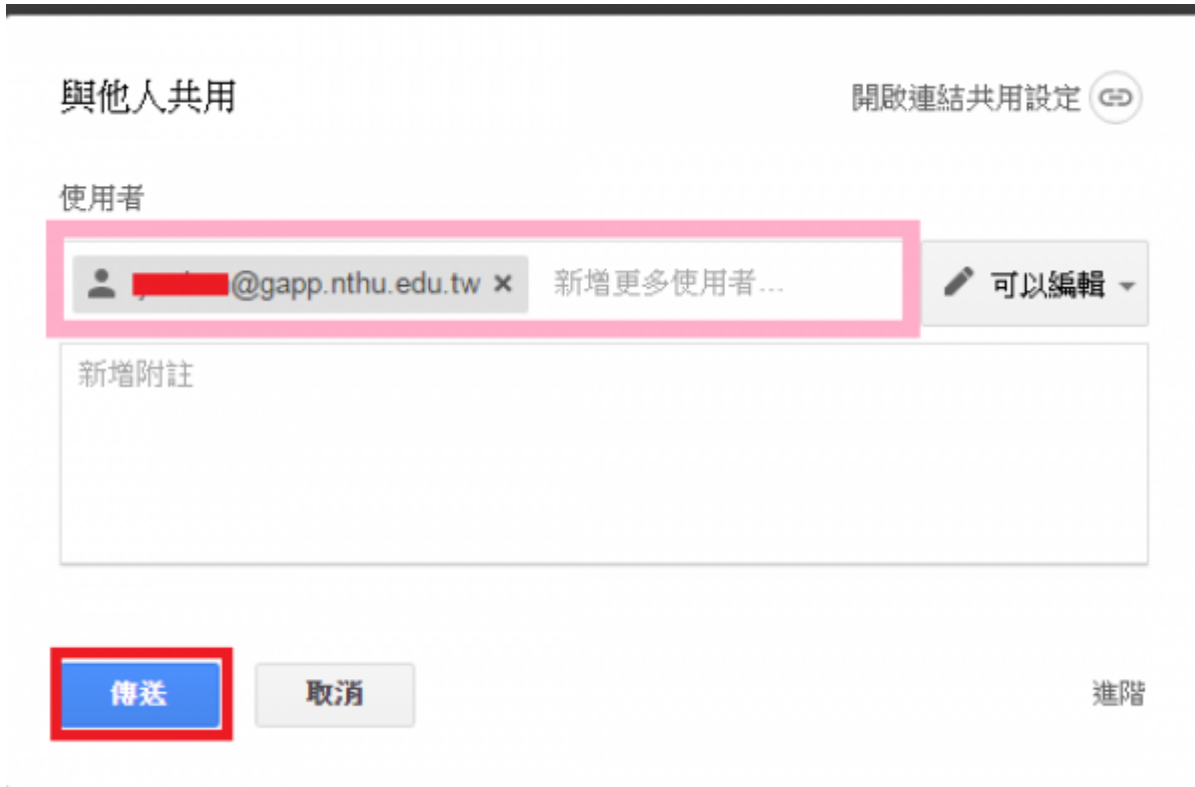 與他人共用
開啟連結共用設定
使用者
@gapp.nthu.edu.tw × 新增更多使用者...
可以編輯
新增附註
傳送
取消
進階